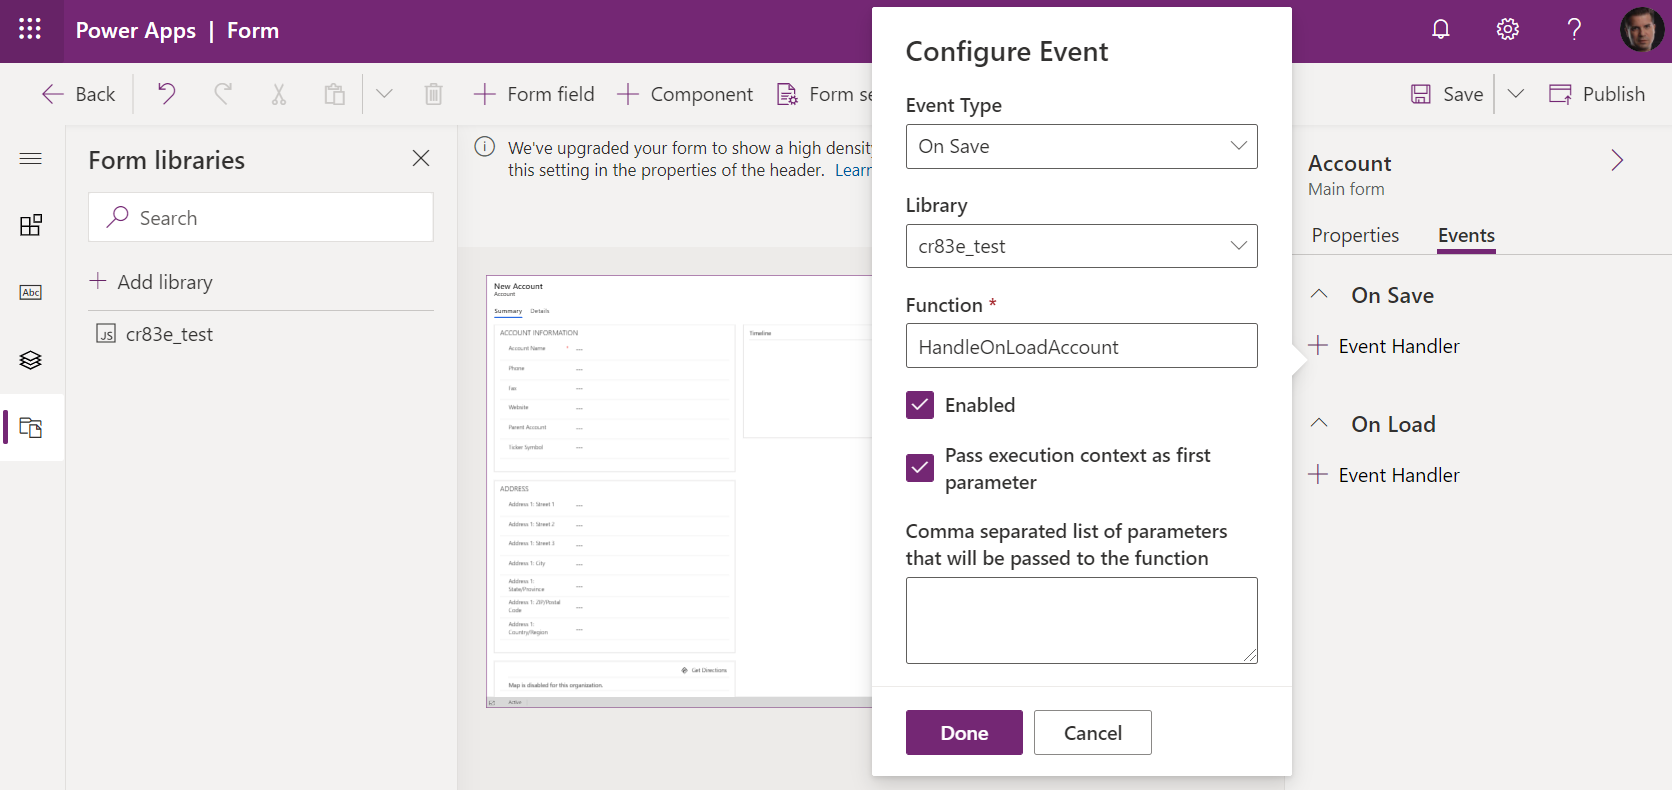 Power Apps | Form
Back
Form field
Component
Form se
Save
Publish
Form libraries
Search
Add library
JS cr83e_test
Abc
We've upgraded your form to show a high density
this setting in the properties of the header. Learn
New Account
Account
Summary Details
ACCOUNT INFORMATION
Account Name * ---
Phone ---
Fax ---
Website ---
Parent Account ---
Ticker Symbol ---
Timeline
ADDRESS
Address 1: Street 1 ---
Address 1: Street 2 ---
Address 1: Street 3 ---
Address 1: City ---
Address 1:
State/Province ---
Address 1: ZIP/Postal
Code ---
Address 1:
Country/Region ---
Get Directions
Map is disabled for this organization.
Active
Configure Event
Event Type
On Save
Library
cr83e_test
Function *
HandleOnLoadAccount
Enabled
Pass execution context as first
parameter
Comma separated list of parameters
that will be passed to the function
Done
Cancel
Account
Main form
Properties
Events
On Save
Event Handler
On Load
Event Handler